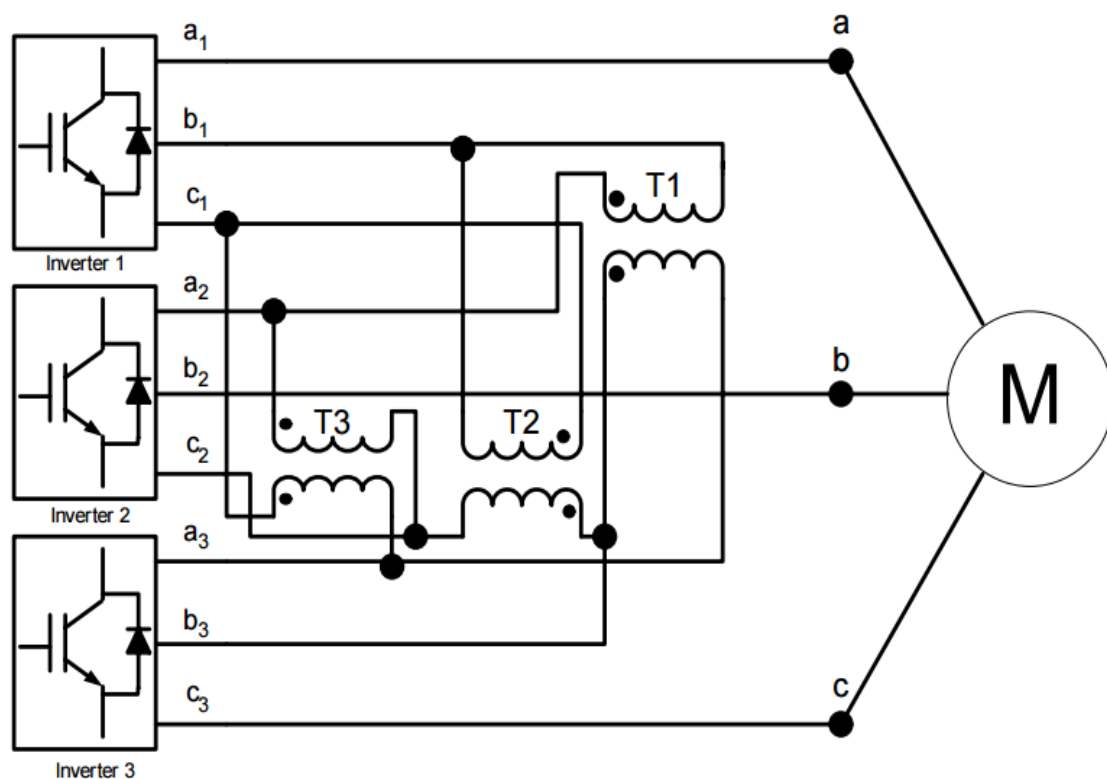 a
a₁
b₁
T1
c₁
Inverter 1
a₂
b
b₂
M
T3
T2
c₂
Inverter 2
a₃
b₃
c
c₃
Inverter 3